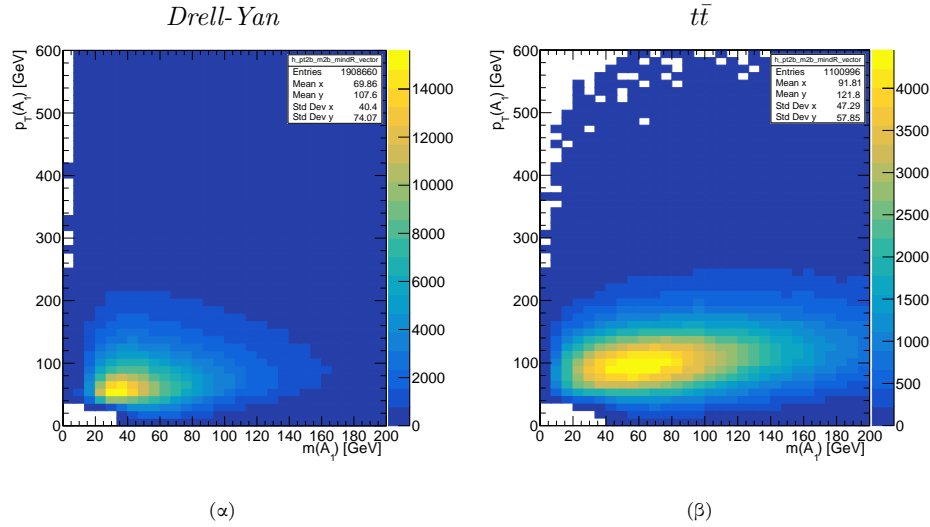 Drell-Yan
tt̄
h_pt2b_m2b_mindR_vector
Entries 1908660
Mean x 69.86
Mean y 107.6
Std Dev x 40.4
Std Dev y 74.07
p_T(A_1) [GeV]
600
500
400
300
200
100
0
0 20 40 60 80 100 120 140 160 180 200
m(A_1) [GeV]
14000
12000
10000
8000
6000
4000
2000
0
h_pt2b_m2b_mindR_vector
Entries 1100996
Mean x 91.81
Mean y 121.8
Std Dev x 47.29
Std Dev y 57.85
p_T(A_1) [GeV]
600
500
400
300
200
100
0
0 20 40 60 80 100 120 140 160 180 200
m(A_1) [GeV]
4000
3500
3000
2500
2000
1500
1000
500
0
(α)
(β)